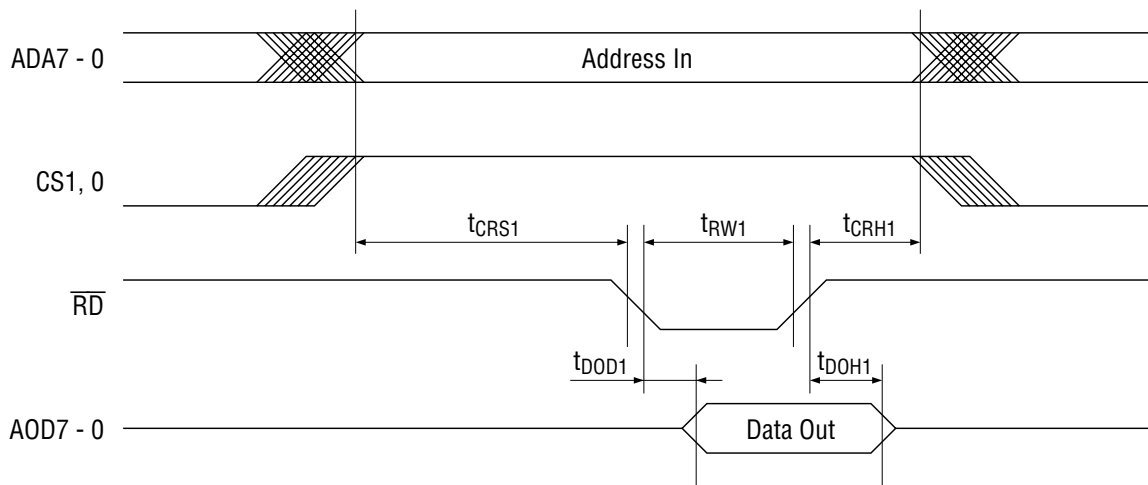 ADA7 - 0
Address In
CS1, 0
tCRS1
tRW1
tCRH1
RD
tDOD1
tDOH1
AOD7 - 0
Data Out